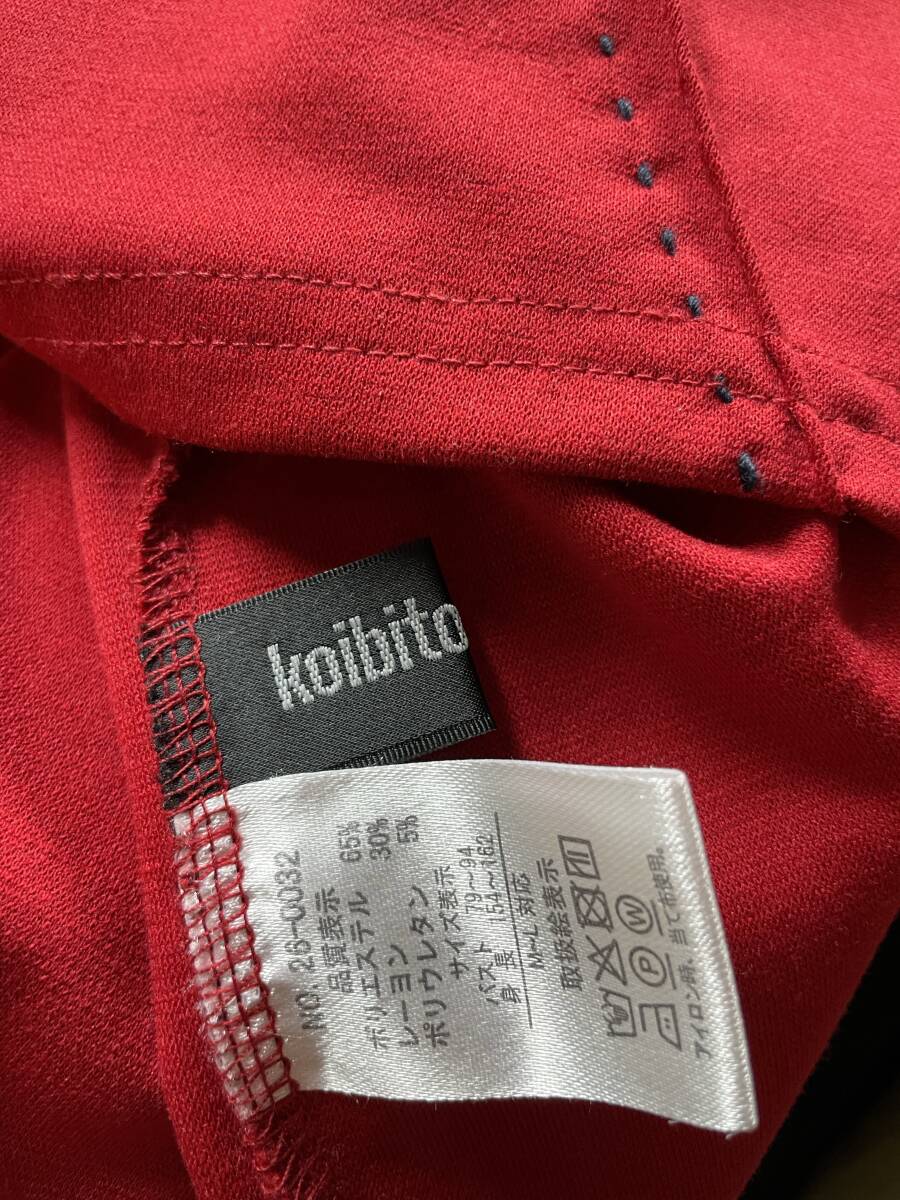 koibito
NO. 26-0032
品質表示
ポリエステル 65%
レーヨン 30%
ポリウレタン 5%
サイズ表示
バスト 79~94
身長 154~162
M~L 対応
取扱絵表示
W
P
アイロン時、当て布使用。